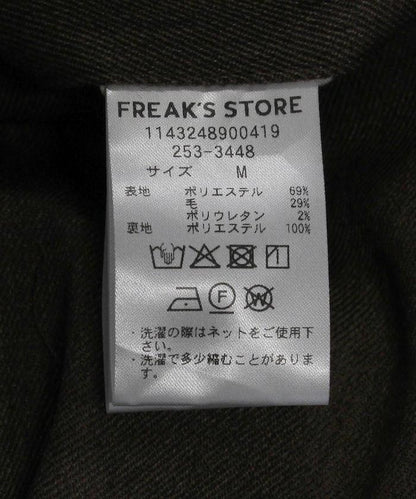 FREAK'S STORE
1143248900419
253-3448
サイズ M
表地 ポリエステル 69%
毛 29%
ポリウレタン 2%
裏地 ポリエステル 100%
F W
・洗濯の際はネットをご使用下さい。
・洗濯で多少縮むことがあります。